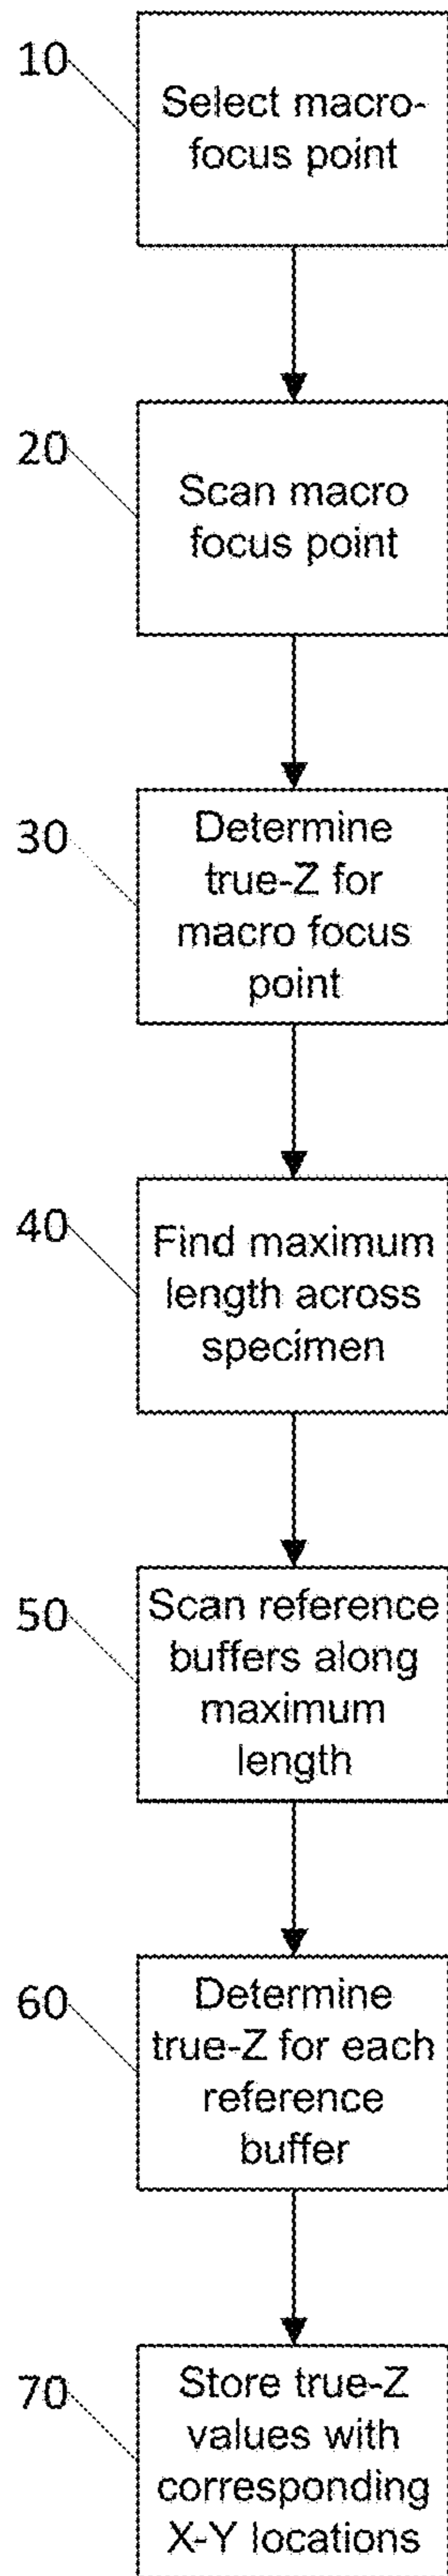 10
Select macro-
focus point
20
Scan macro
focus point
30
Determine
true-Z for
macro focus
point
40
Find maximum
length across
specimen
50
Scan reference
buffers along
maximum
length
60
Determine
true-Z for each
reference
buffer
70
Store true-Z
values with
corresponding
X-Y locations